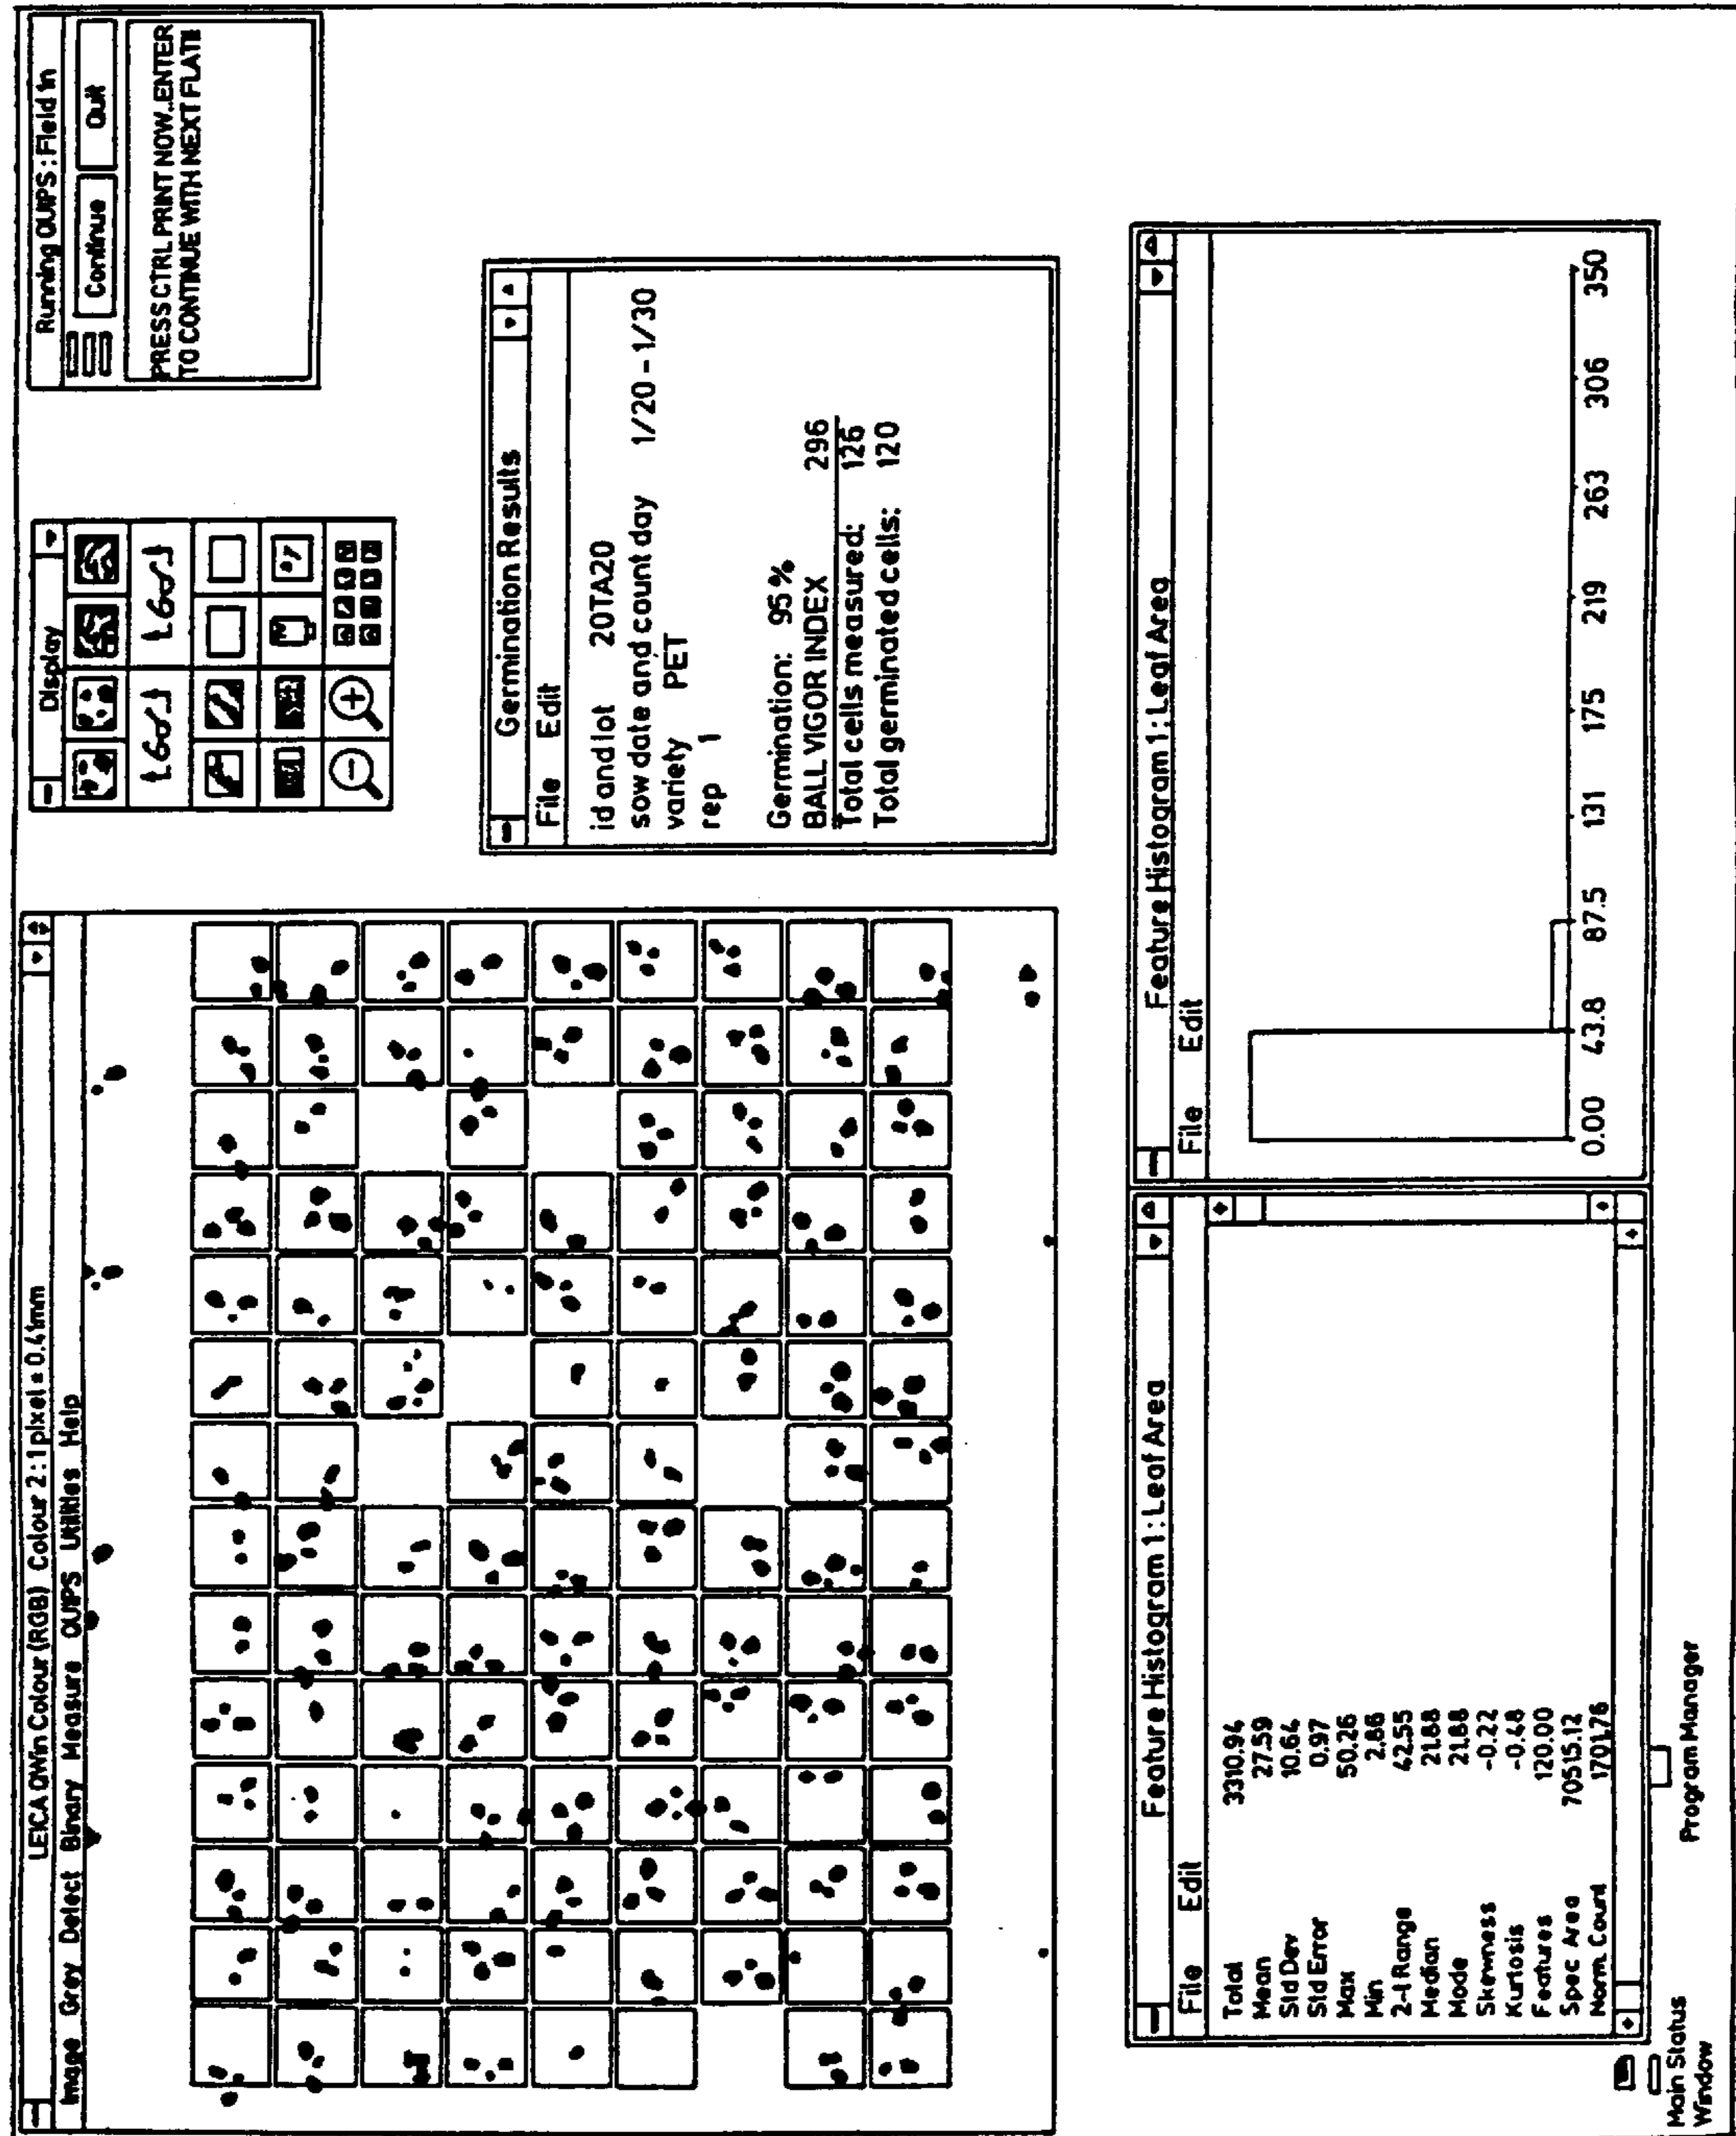 LEICA QWin Colour (RGB) Colour 2:1 pixel = 0.41mm
Image Grey Detect Binary Measure QUIPS Utilities Help
Display
Running QUIPS : Field 1n
Continue Quit
PRESS CTRL PRINT NOW..ENTER
TO CONTINUE WITH NEXT FLAT
Germination Results
File Edit
id and lot 20TA20
sow date and count day 1/20 - 1/30
variety PET
rep 1
Germination: 95 %
BALL VIGOR INDEX 296
Total cells measured: 126
Total germinated cells: 120
Feature Histogram 1 : Leaf Area
File Edit
Total 3310.94
Mean 27.59
Std Dev 10.64
Std Error 0.97
Max 50.26
Min 2.86
2-1 Range 42.55
Median 21.88
Mode 21.88
Skewness -0.22
Kurtosis -0.48
Features 120.00
Spec Area 70515.12
Norm. Count 1701.76
Feature Histogram 1 : Leaf Area
File Edit
0.00 43.8 87.5 131 175 219 263 306 350
Main Status
Window
Program Manager